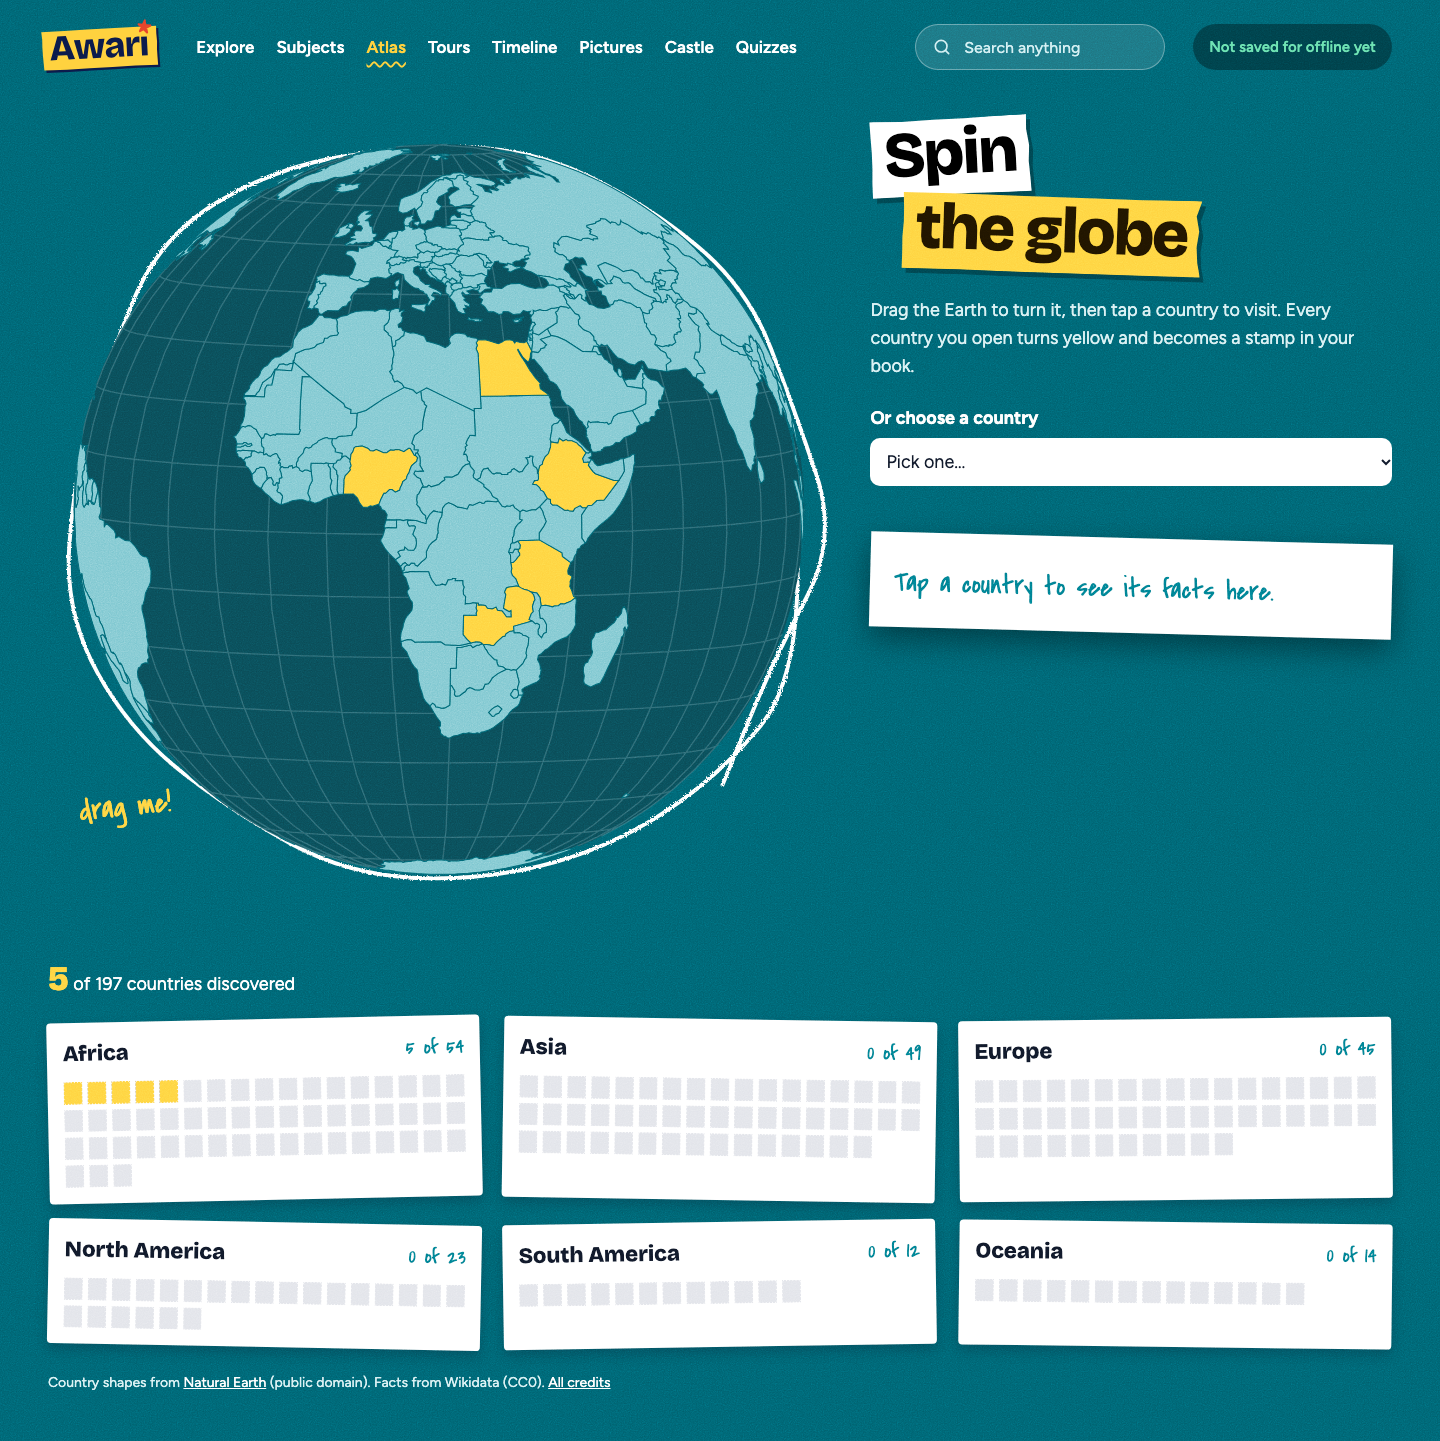 Awari
Explore Subjects Atlas Tours Timeline Pictures Castle Quizzes
Search anything
Not saved for offline yet
Spin
the globe
Drag the Earth to turn it, then tap a country to visit. Every
country you open turns yellow and becomes a stamp in your
book.
Or choose a country
Pick one...
Tap a country to see its facts here.
drag me!
5 of 197 countries discovered
Africa 5 of 54
Asia 0 of 49
Europe 0 of 45
North America 0 of 23
South America 0 of 12
Oceania 0 of 14
Country shapes from Natural Earth (public domain). Facts from Wikidata (CC0). All credits